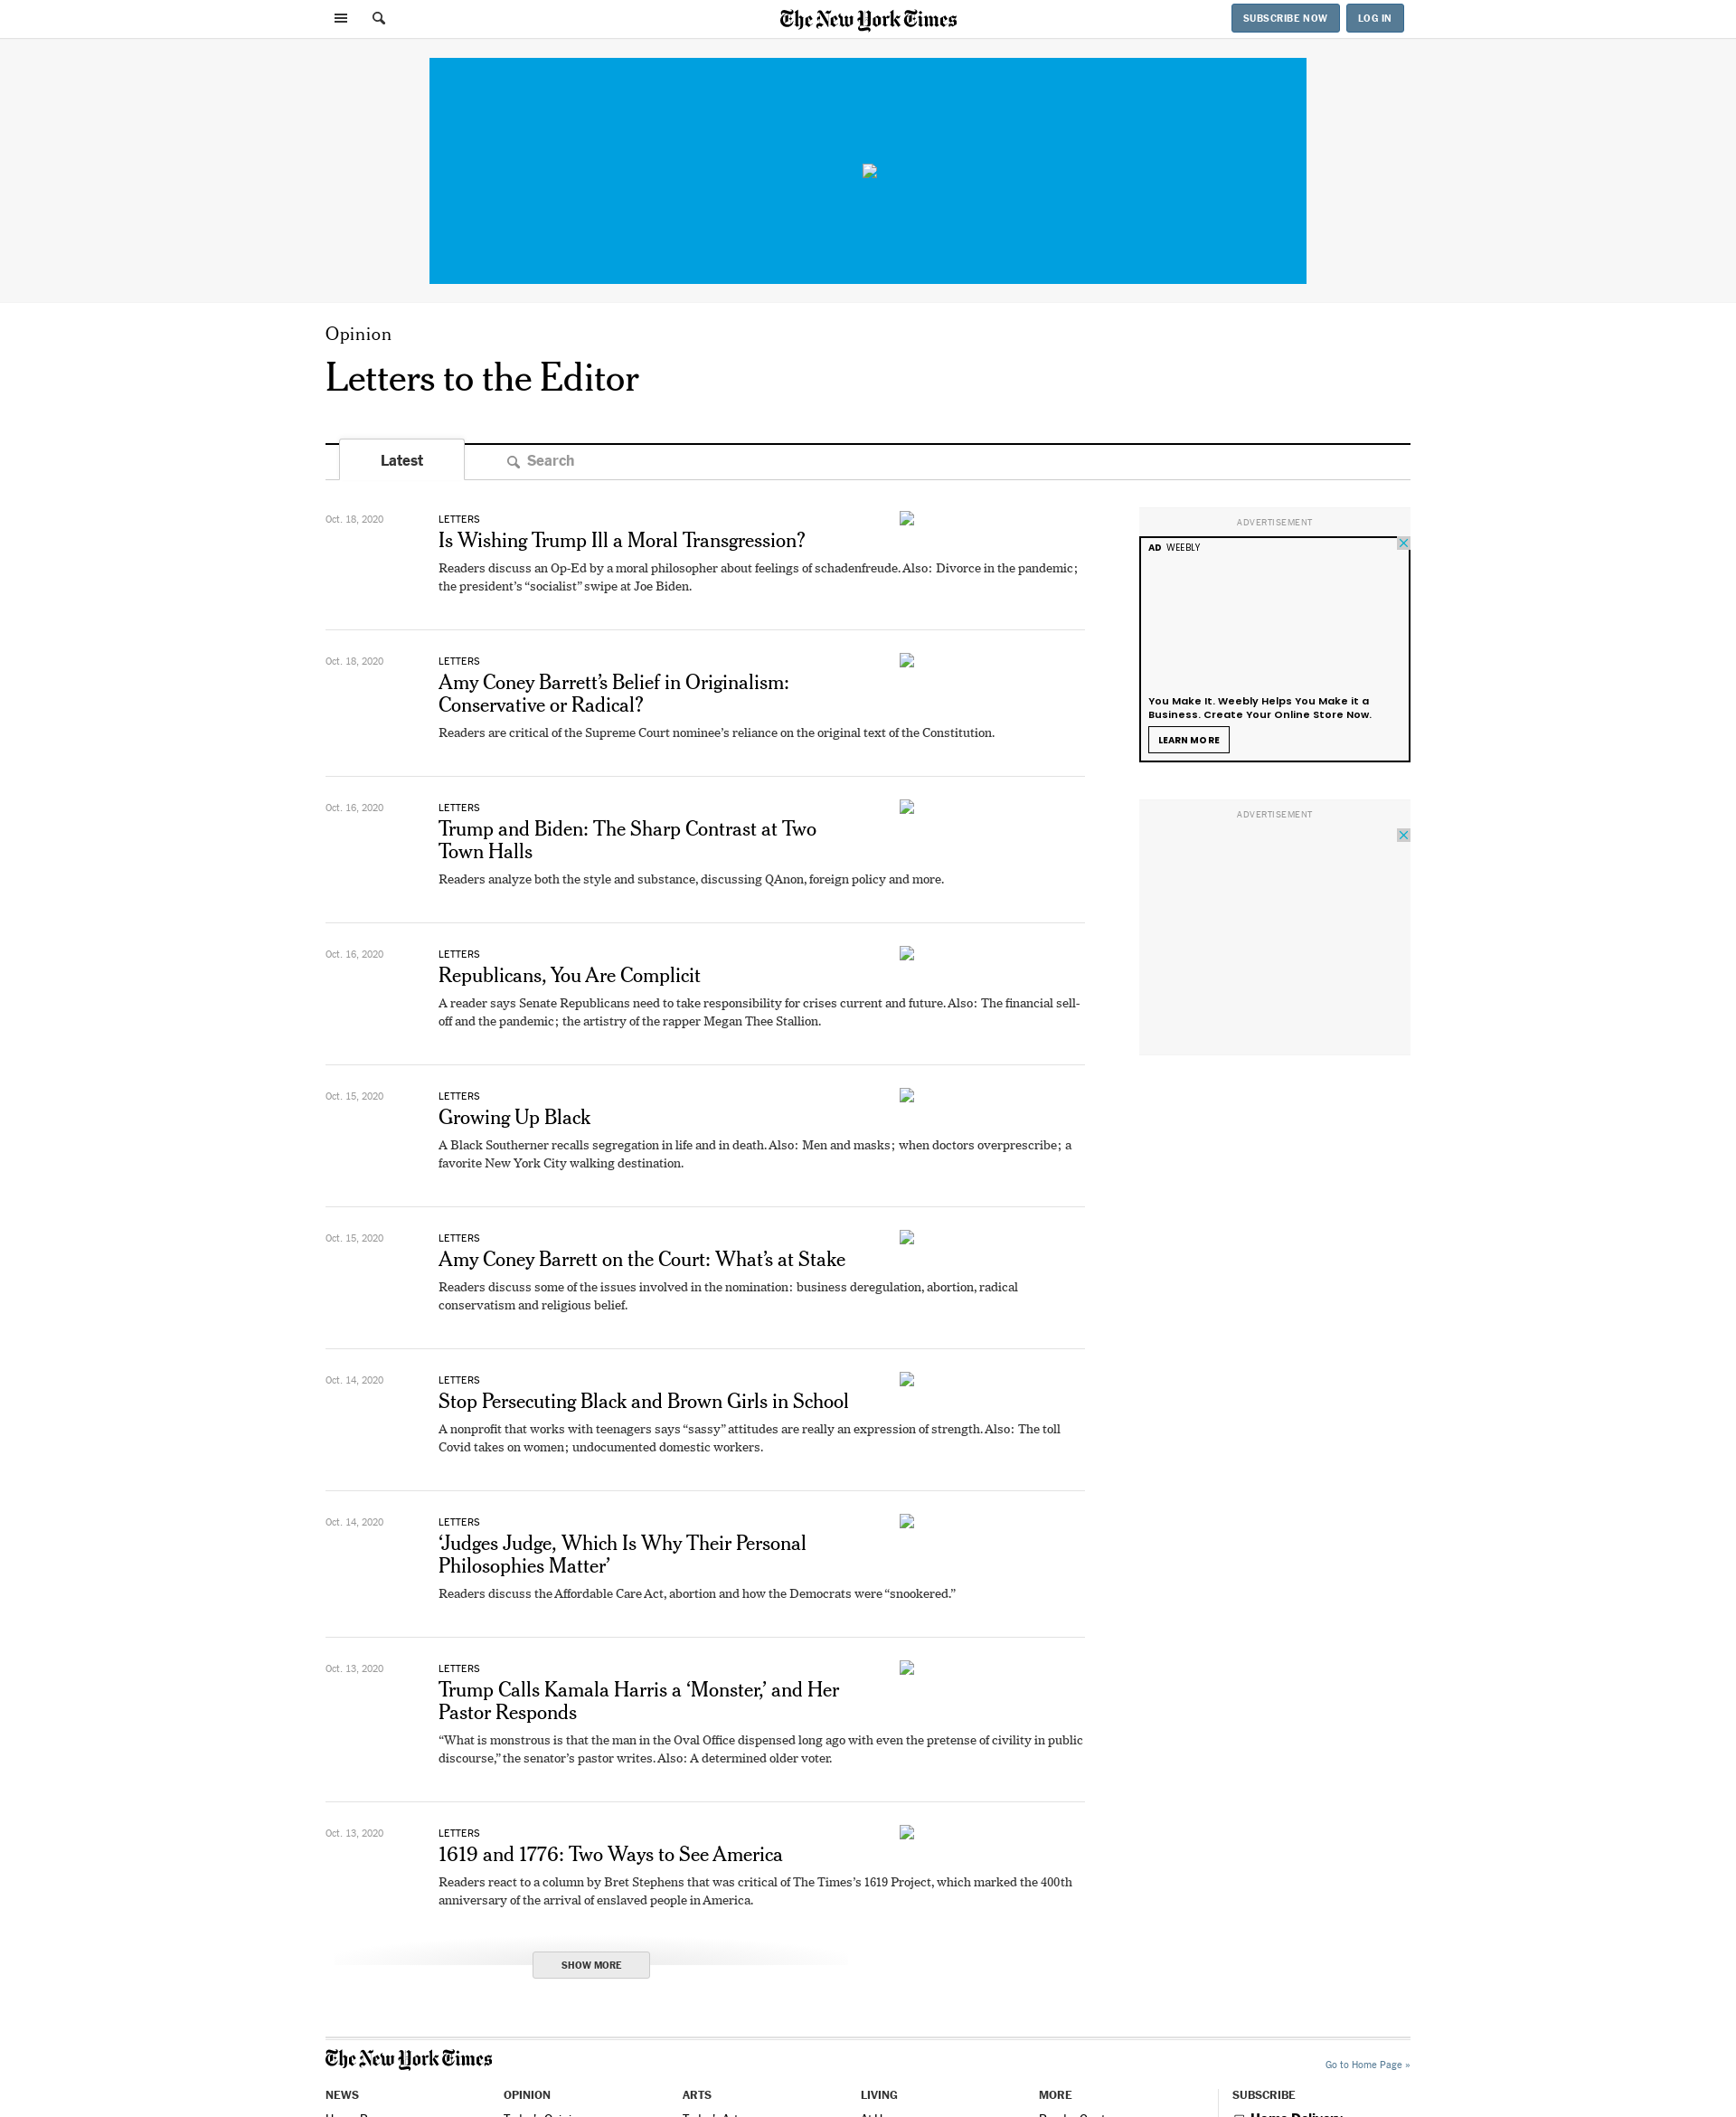 The New York Times
SUBSCRIBE NOW
LOG IN
Opinion
Letters to the Editor
Latest
Search
Oct. 18, 2020
LETTERS
Is Wishing Trump Ill a Moral Transgression?
Readers discuss an Op-Ed by a moral philosopher about feelings of schadenfreude. Also: Divorce in the pandemic;
the president’s “socialist” swipe at Joe Biden.
Oct. 18, 2020
LETTERS
Amy Coney Barrett’s Belief in Originalism:
Conservative or Radical?
Readers are critical of the Supreme Court nominee’s reliance on the original text of the Constitution.
Oct. 16, 2020
LETTERS
Trump and Biden: The Sharp Contrast at Two
Town Halls
Readers analyze both the style and substance, discussing QAnon, foreign policy and more.
Oct. 16, 2020
LETTERS
Republicans, You Are Complicit
A reader says Senate Republicans need to take responsibility for crises current and future. Also: The financial sell-
off and the pandemic; the artistry of the rapper Megan Thee Stallion.
Oct. 15, 2020
LETTERS
Growing Up Black
A Black Southerner recalls segregation in life and in death. Also: Men and masks; when doctors overprescribe; a
favorite New York City walking destination.
Oct. 15, 2020
LETTERS
Amy Coney Barrett on the Court: What’s at Stake
Readers discuss some of the issues involved in the nomination: business deregulation, abortion, radical
conservatism and religious belief.
Oct. 14, 2020
LETTERS
Stop Persecuting Black and Brown Girls in School
A nonprofit that works with teenagers says “sassy” attitudes are really an expression of strength. Also: The toll
Covid takes on women; undocumented domestic workers.
Oct. 14, 2020
LETTERS
‘Judges Judge, Which Is Why Their Personal
Philosophies Matter’
Readers discuss the Affordable Care Act, abortion and how the Democrats were “snookered.”
Oct. 13, 2020
LETTERS
Trump Calls Kamala Harris a ‘Monster,’ and Her
Pastor Responds
“What is monstrous is that the man in the Oval Office dispensed long ago with even the pretense of civility in public
discourse,” the senator’s pastor writes. Also: A determined older voter.
Oct. 13, 2020
LETTERS
1619 and 1776: Two Ways to See America
Readers react to a column by Bret Stephens that was critical of The Times’s 1619 Project, which marked the 400th
anniversary of the arrival of enslaved people in America.
SHOW MORE
ADVERTISEMENT
AD WEEBLY
You Make It. Weebly Helps You Make it a
Business. Create Your Online Store Now.
LEARN MORE
ADVERTISEMENT
The New York Times
Go to Home Page »
NEWS
OPINION
ARTS
LIVING
MORE
SUBSCRIBE
Home Delivery